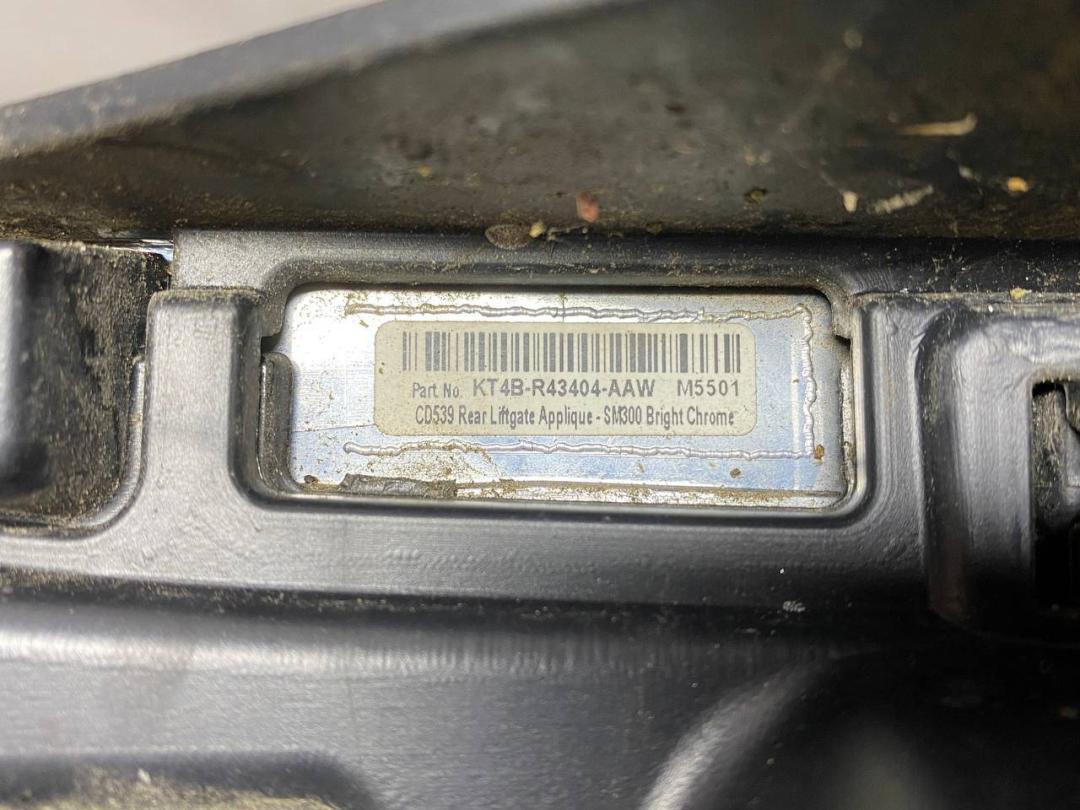 Part No. KT4B-R43404-AAW M5501
CD539 Rear Liftgate Applique - SM300 Bright Chrome